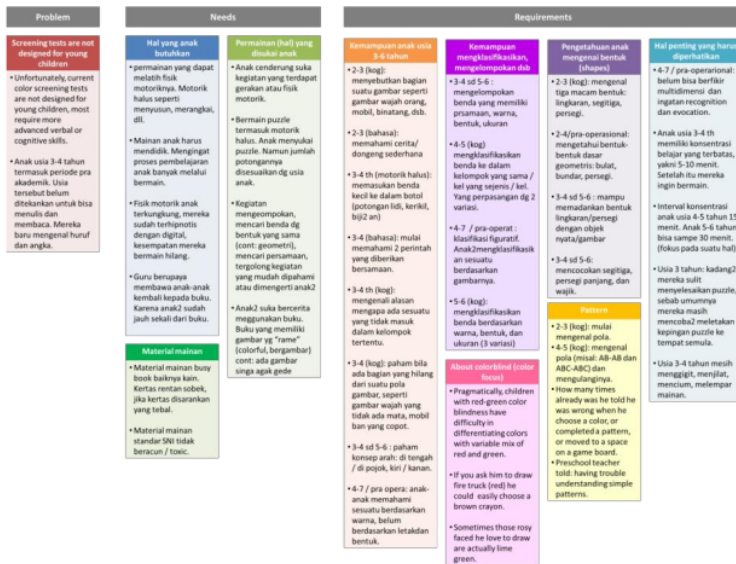 Problem
Screening tests are not
designed for young
children
• Unfortunately, current
color screening tests
are not designed for
young children, most
require more
advanced verbal or
cognitive skills.
• Anak usia 3-4 tahun
termasuk periode pra
akademik. Usia
tersebut belum
ditekankan untuk bisa
menulis dan
membaca. Mereka
baru mengenal huruf
dan angka.
Needs
Hal yang anak
butuhkan
• permainan yang dapat
melatih fisik
motoriknya. Motorik
halus seperti
menyusun, merangkai,
dll.
• Mainan anak harus
mendidik. Mengingat
proses pembelajaran
anak banyak melalui
bermain.
• Fisik motorik anak
terkungkung, mereka
sudah terhipnotis
dengan digital,
kesempatan mereka
bermain hilang.
• Guru berupaya
membawa anak-anak
kembali kepada buku.
Karena anak2 sudah
jauh sekali dari buku.
Material mainan
• Material mainan busy
book baiknya kain.
Kertas rentan sobek,
jika kertas disarankan
yang tebal.
• Material mainan
standar SNI tidak
beracun / toxic.
Permainan (hal) yang
disukai anak
• Anak cenderung suka
kegiatan yang terdapat
gerakan atau fisik
motorik.
• Bermain puzzle
termasuk motorik
halus. Anak menyukai
puzzle. Namun jumlah
potongannya
disesuaikan dg usia
anak.
• Kegiatan
mengeompokan,
mencari benda dg
bentuk yang sama
(cont: geometri),
mencari persamaan,
tergolong kegiatan
yang mudah dipahami
atau dimengerti anak2
• Anak2 suka bercerita
meggunakan buku.
Buku yang memiliki
gambar yg "rame"
(colorful, bergambar)
cont: ada gambar
singa agak gede
Requirements
Kemampuan anak usia
3-6 tahun
• 2-3 (kog):
menyebutkan bagian
suatu gambar seperti
gambar wajah orang,
mobil, binatang, dsb.
• 2-3 (bahasa):
memahami cerita/
dongeng sederhana
• 3-4 th (motorik halus):
memasukan benda
kecil ke dalam botol
(potongan lidi, kerikil,
biji2 an)
• 3-4 (bahasa): mulai
memahami 2 perintah
yang diberikan
bersamaan.
• 3-4 th (kog):
mengenali alasan
mengapa ada sesuatu
yang tidak masuk
dalam kelompok
tertentu.
• 3-4 (kog): paham bila
ada bagian yang hilang
dari suatu pola
gambar, seperti
gambar wajah yang
tidak ada mata, mobil
ban yang copot.
• 3-4 sd 5-6 : paham
konsep arah: di tengah
/ di pojok, kiri / kanan.
• 4-7 / pra opera: anak-
anak memahami
sesuatu berdasarkan
warna, belum
berdasarkan letakdan
bentuk.
Kemampuan
mengklasifikasikan,
mengelompokan dsb
• 3-4 sd 5-6 :
mengelompokan
benda yang memiliki
prsamaan, warna,
bentuk, ukuran
• 4-5 (kog)
mengklasifikasikan
benda ke dalam
kelompok yang sama /
kel yang sejenis / kel.
Yang perpasangan dg 2
variasi.
• 4-7 / pra-operat :
klasifikasi figuratif.
Anak2mengklasifikasik
an sesuatu
berdasarkan
gambarnya.
• 5-6 (kog):
mengklasifikasikan
benda berdasarkan
warna, bentuk, dan
ukuran (3 variasi)
About colorblind (color
focus)
• Pragmatically, children
with red-green color
blindness have
difficulty in
differentiating colors
with variable mix of
red and green.
• If you ask him to draw
fire truck (red) he
could easily choose a
brown crayon.
• Sometimes those rosy
faced he love to draw
are actually lime
green.
Pengetahuan anak
mengenai bentuk
(shapes)
• 2-3 (kog): mengenal
tiga macam bentuk:
lingkaran, segitiga,
persegi.
• 2-4/pra-operasional:
mengetahui bentuk-
bentuk dasar
geometris: bulat,
bundar, persegi.
• 3-4 sd 5-6 : mampu
memadankan bentuk
lingkaran/persegi
dengan objek
nyata/gambar
• 3-4 sd 5-6:
mencocokan segitiga,
persegi panjang, dan
wajik.
Pattern
• 2-3 (kog): mulai
mengenal pola.
• 4-5 (kog): mengenal
pola (misal: AB-AB dan
ABC-ABC) dan
mengulanginya.
• How many times
already was he told he
was wrong when he
choose a color, or
completed a pattern,
or moved to a space
on a game board.
• Preschool teacher
told: having trouble
understanding simple
patterns.
Hal penting yang harus
diperhatikan
• 4-7 / pra-operarional:
belum bisa berfikir
multidimensi dan
ingatan recognition
dan evocation.
• Anak usia 3-4 th
memiliki konsentrasi
belajar yang terbatas,
yakni 5-10 menit.
Setelah itu mereka
ingin bermain.
• Interval konsentrasi
anak usia 4-5 tahun 15
menit. Anak 5-6 tahun
bisa sampe 30 menit.
(fokus pada suatu hal)
• Usia 3 tahun: kadang2
mereka sulit
menyelesaikan puzzle,
sebab umumnya
mereka masih
mencoba2 meletakan
kepingan puzzle ke
tempat semula.
• Usia 3-4 tahun mesih
menggigit, menjilat,
mencium, melempar
mainan.